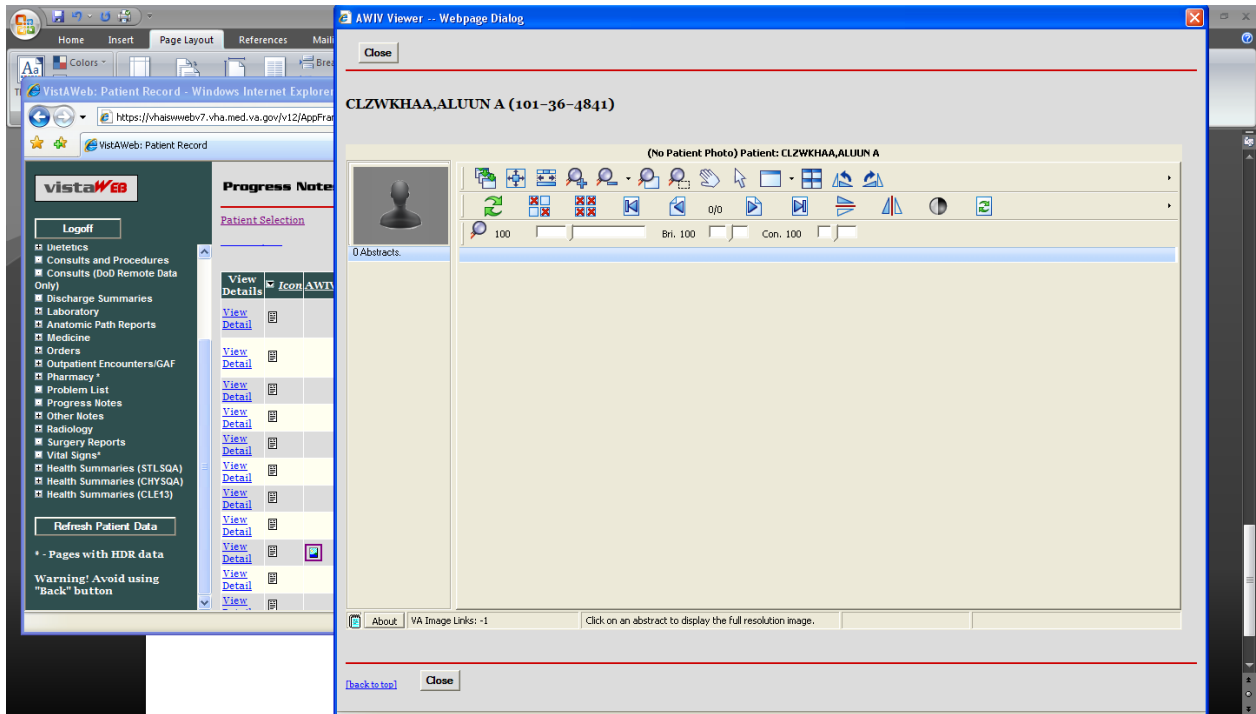 Home Insert Page Layout References
Colors
VistAWeb: Patient Record - Windows Internet Explorer
https://vhaiswwebv7.vha.med.va.gov/v12/
VistAWeb: Patient Record
vistaWEB
Logoff
Dietetics
Consults and Procedures
Consults (DoD Remote Data Only)
Discharge Summaries
Laboratory
Anatomic Path Reports
Medicine
Orders
Outpatient Encounters/GAF
Pharmacy *
Problem List
Progress Notes
Other Notes
Radiology
Surgery Reports
Vital Signs*
Health Summaries (STLSQA)
Health Summaries (CHYSQA)
Health Summaries (CLE13)
Refresh Patient Data
* - Pages with HDR data
Warning! Avoid using
"Back" button
Progress Note
Patient Selection
View Details Icon AWIV
View Detail
View Detail
View Detail
View Detail
View Detail
View Detail
View Detail
View Detail
View Detail
View Detail
View
AWIV Viewer -- Webpage Dialog
Close
CLZWKHAA,ALUUN A (101-36-4841)
(No Patient Photo) Patient: CLZWKHAA,ALUUN A
0/0
100 Bri. 100 Con. 100
0 Abstracts.
About VA Image Links: -1 Click on an abstract to display the full resolution image.
[back to top] Close